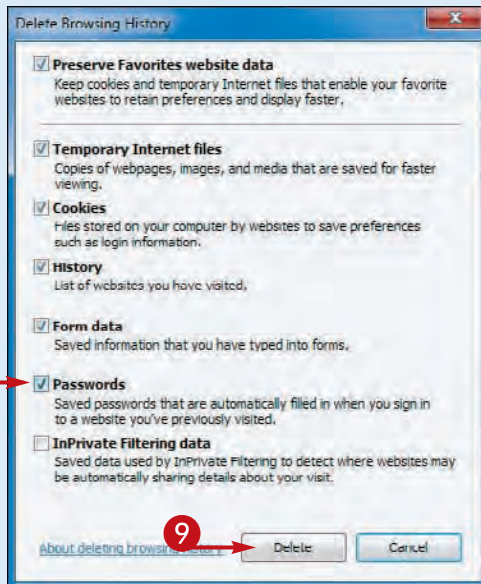 Delete Browsing History
Preserve Favorites website data
Keep cookies and temporary Internet files that enable your favorite
websites to retain preferences and display faster.
Temporary Internet files
Copies of webpages, images, and media that are saved for faster
viewing.
Cookies
Files stored on your computer by websites to save preferences
such as login information.
History
List of websites you have visited.
Form data
Saved information that you have typed into forms.
Passwords
Saved passwords that are automatically filled in when you sign in
to a website you've previously visited.
InPrivate Filtering data
Saved data used by InPrivate Filtering to detect where websites may
be automatically sharing details about your visit.
9
About deleting browsing history
Delete
Cancel